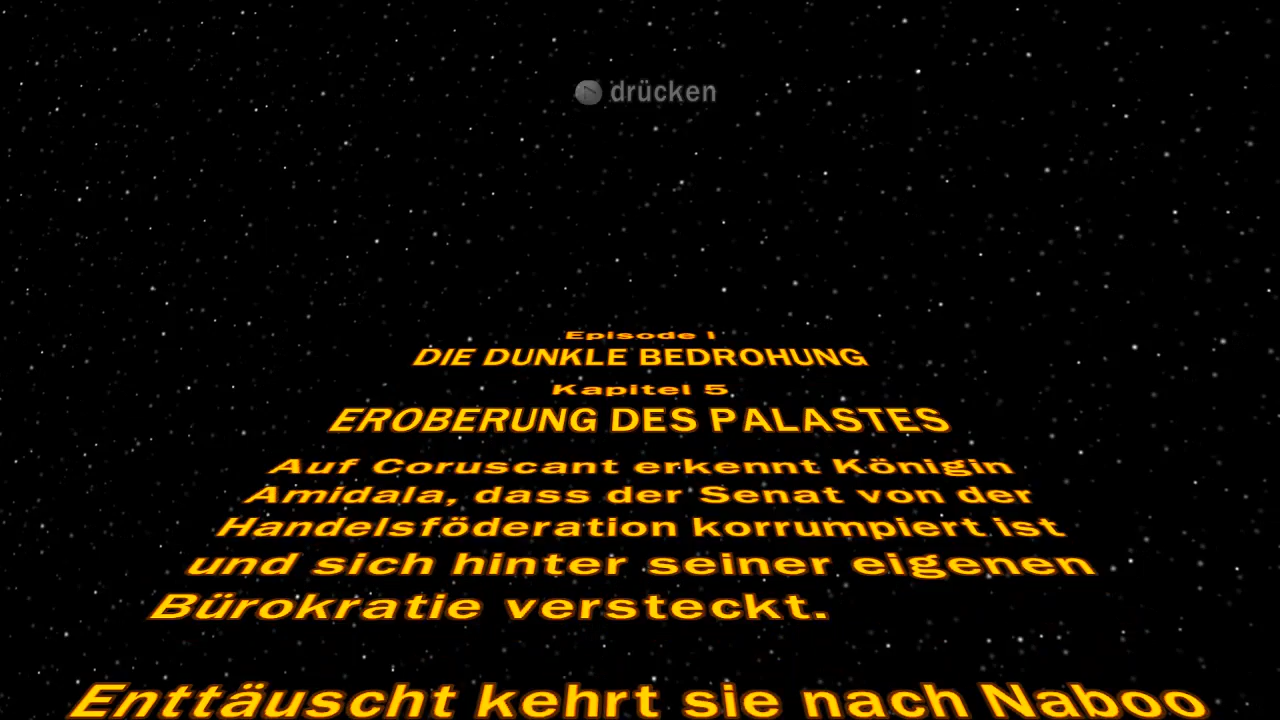 drücken
Episode I
DIE DUNKLE BEDROHUNG
Kapitel 5
EROBERUNG DES PALASTES
Auf Coruscant erkennt Königin
Amidala, dass der Senat von der
Handelsföderation korrumpiert ist
und sich hinter seiner eigenen
Bürokratie versteckt.
Enttäuscht kehrt sie nach Naboo